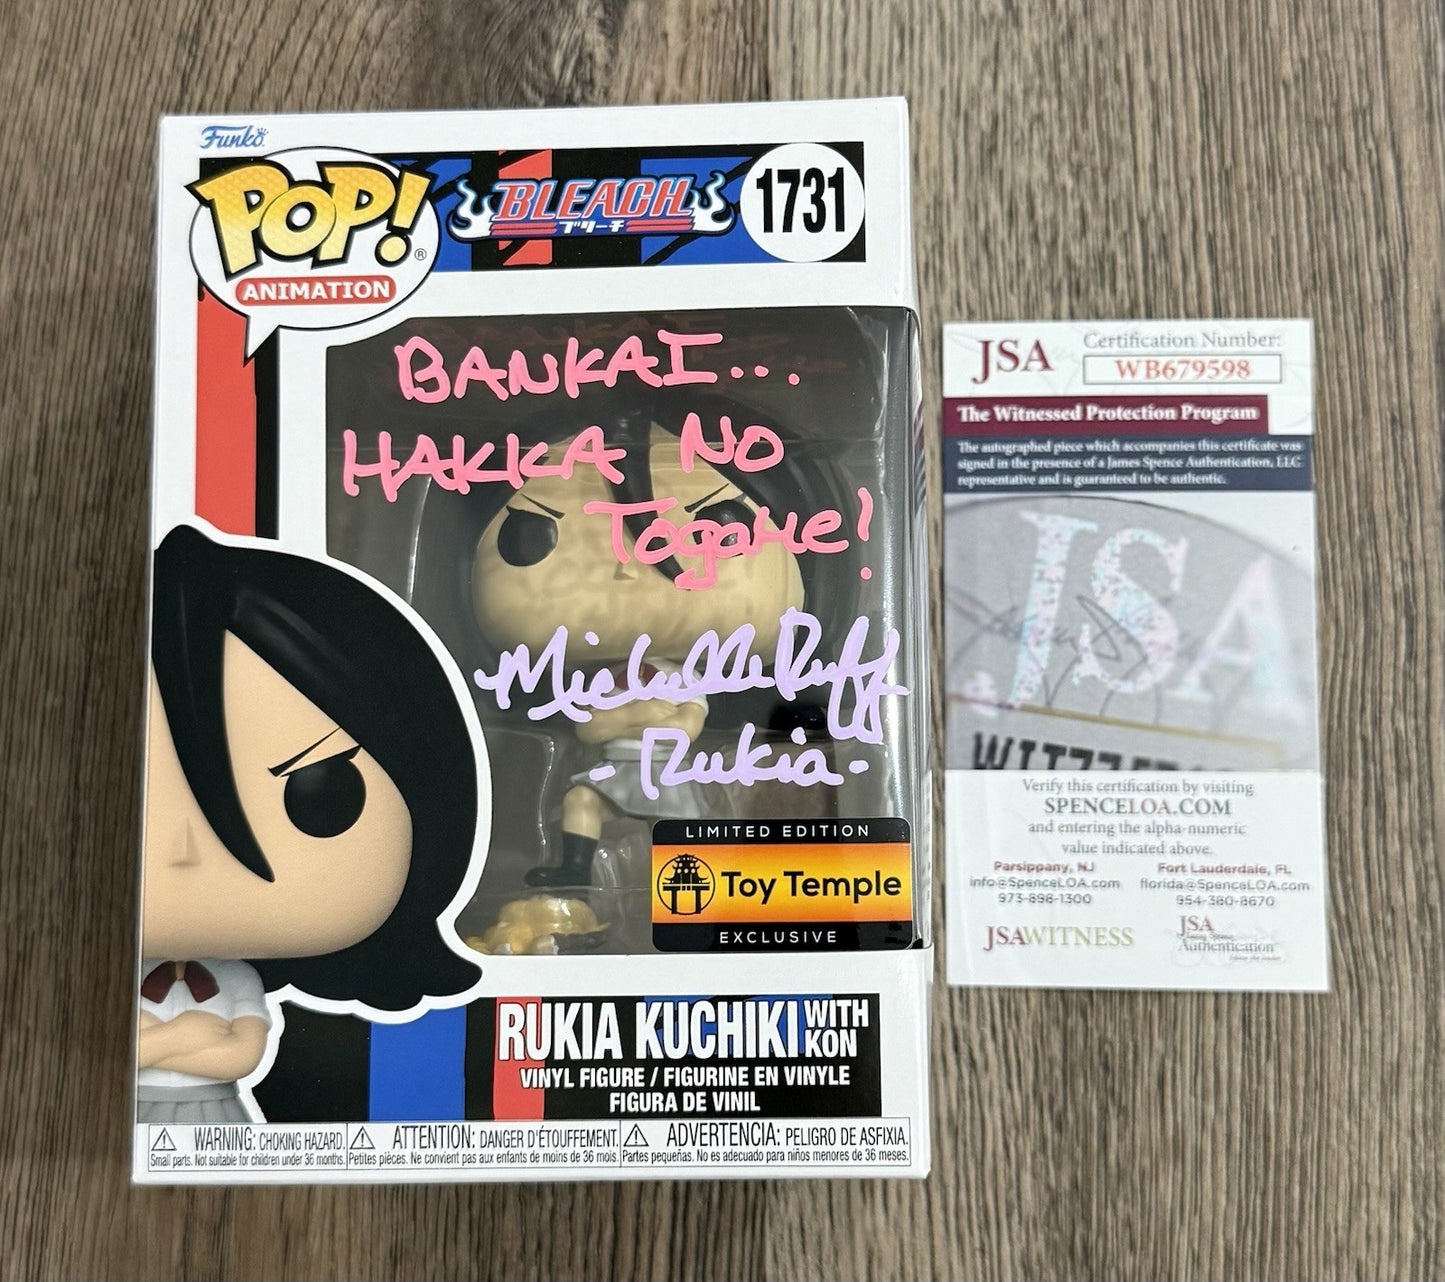 Funko
POP!®
ANIMATION
BLEACH
ブリーチ
1731
BANKAI...
HAKKA NO
Togame!
Michelle Ruff
- Rukia -
LIMITED EDITION
Toy Temple
EXCLUSIVE
RUKIA KUCHIKI WITH KON
VINYL FIGURE / FIGURINE EN VINYLE
FIGURA DE VINIL
WARNING: CHOKING HAZARD.
Small parts. Not suitable for children under 36 months.
ATTENTION: DANGER D'ÉTOUFFEMENT.
Petites pièces. Ne convient pas aux enfants de moins de 36 mois.
ADVERTENCIA: PELIGRO DE ASFIXIA.
Partes pequeñas. No es adecuado para niños menores de 36 meses.
JSA
Certification Number:
WB679598
The Witnessed Protection Program
The autographed piece which accompanies this certificate was
signed in the presence of a James Spence Authentication, LLC
representative and is guaranteed to be authentic.
JSA
Verify this certification by visiting
SPENCELOA.COM
and entering the alpha-numeric
value indicated above.
Parsippany, NJ
info@SpenceLOA.com
973-898-1300
Fort Lauderdale, FL
florida@SpenceLOA.com
954-380-8670
JSAWITNESS
JSA
Authentication